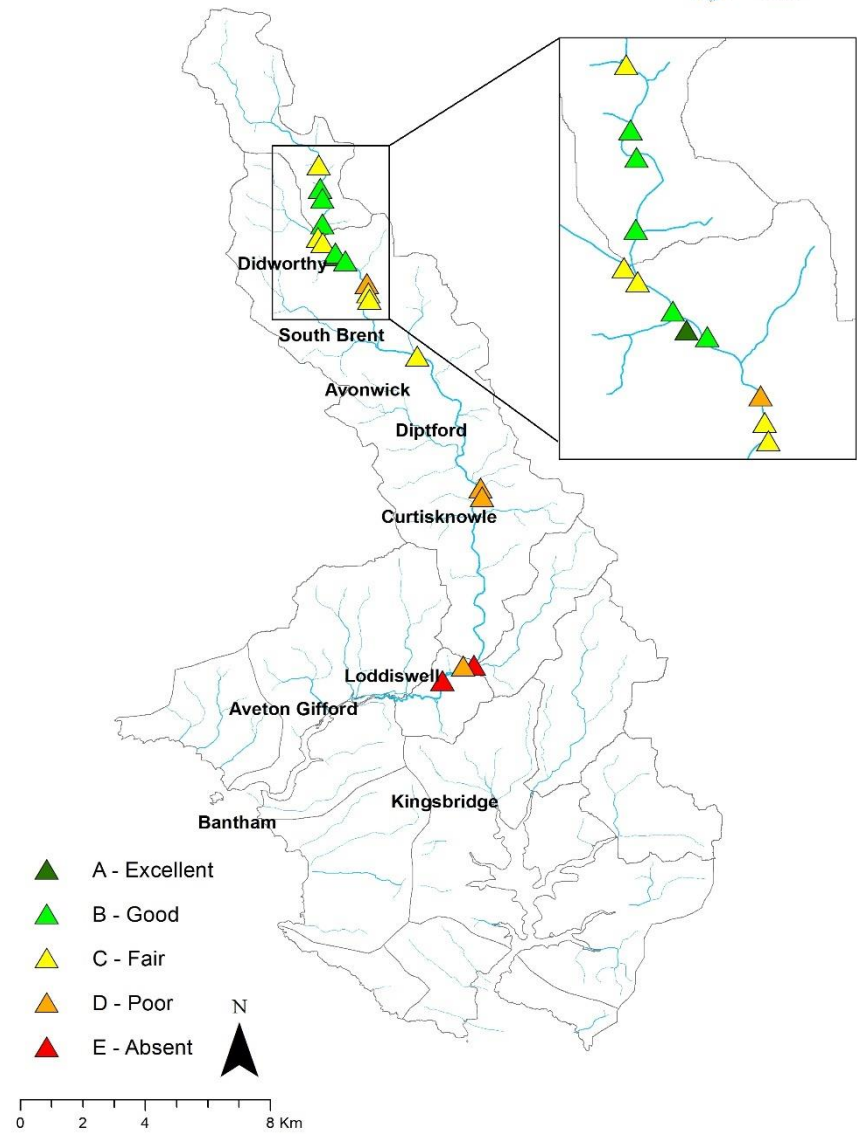 Didworthy
South Brent
Avonwick
Diptford
Curtisknowle
Loddiswell
Aveton Gifford
Kingsbridge
Bantham
A - Excellent
B - Good
C - Fair
D - Poor
E - Absent
N
0 2 4 8 Km